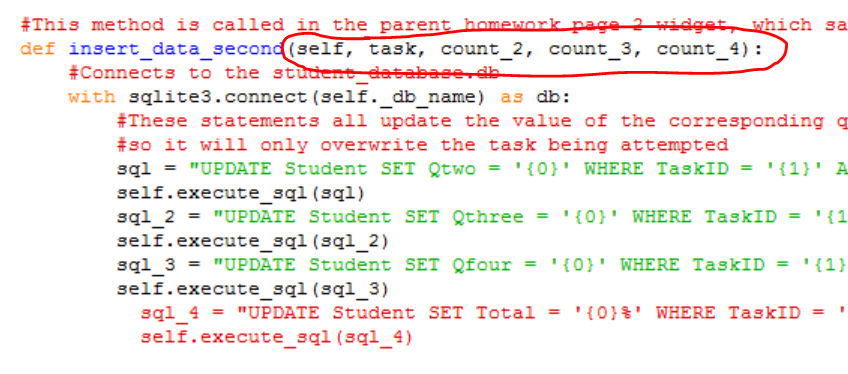 #This method is called in the parent homework page 2 widget, which sa
def insert_data_second(self, task, count_2, count_3, count_4):
#Connects to the student_database.db
with sqlite3.connect(self._db_name) as db:
#These statements all update the value of the corresponding q
#so it will only overwrite the task being attempted
sql = "UPDATE Student SET Qtwo = '{0}' WHERE TaskID = '{1}' A
self.execute_sql(sql)
sql_2 = "UPDATE Student SET Qthree = '{0}' WHERE TaskID = '{1
self.execute_sql(sql_2)
sql_3 = "UPDATE Student SET Qfour = '{0}' WHERE TaskID = '{1}
self.execute_sql(sql_3)
sql_4 = "UPDATE Student SET Total = '{0}%' WHERE TaskID = '
self.execute_sql(sql_4)